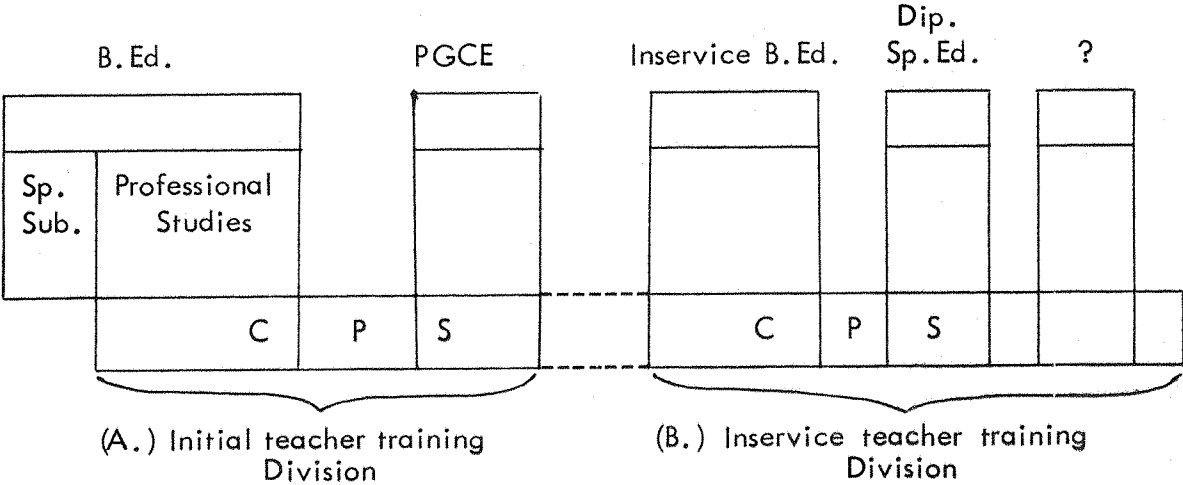 B.Ed.
PGCE
Inservice B.Ed.
Dip.
Sp.Ed.
?
Sp.
Sub.
Professional
Studies
C P S
C P S
(A.) Initial teacher training
Division
(B.) Inservice teacher training
Division